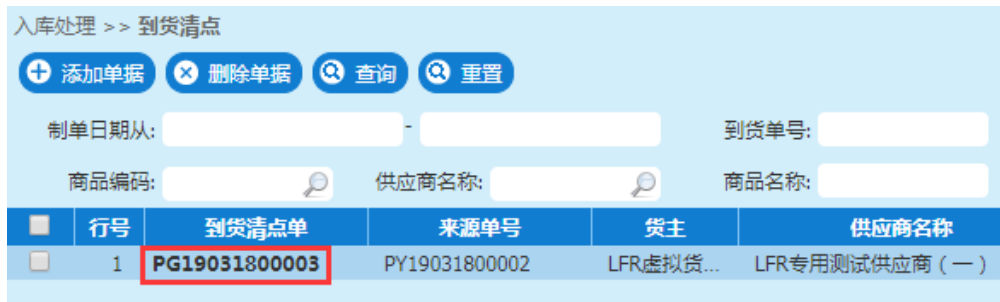 入库处理 >> 到货清点
添加单据 删除单据 查询 重置
制单日期从: - 到货单号:
商品编码: 供应商名称: 商品名称:
行号 到货清点单 来源单号 货主 供应商名称
1 PG19031800003 PY19031800002 LFR虚拟货... LFR专用测试供应商（一）